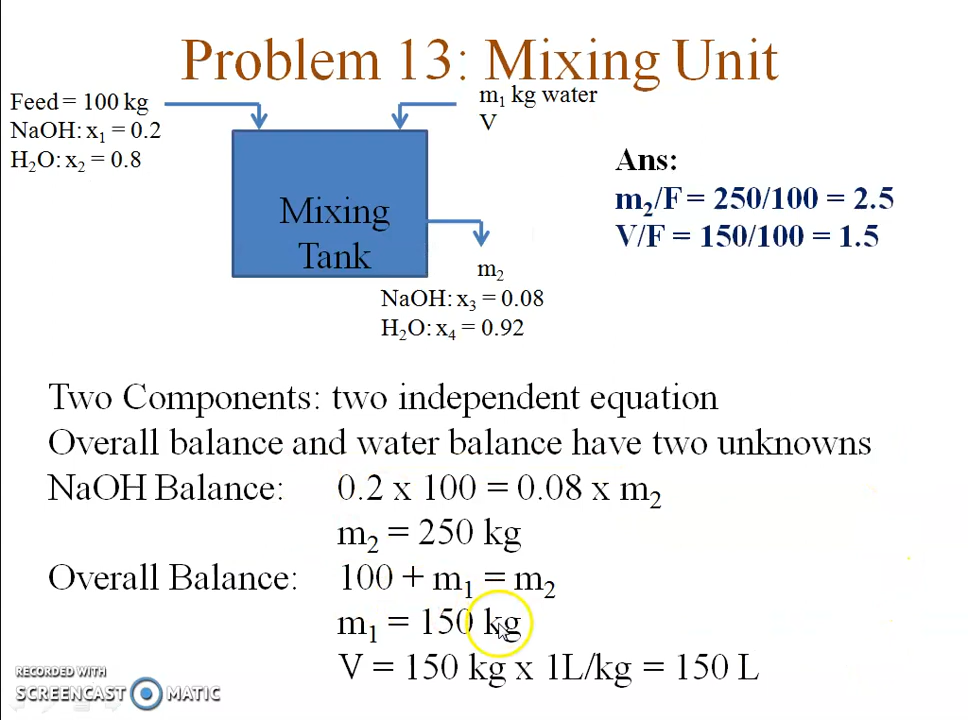 Problem 13: Mixing Unit
Feed = 100 kg
NaOH: x₁ = 0.2
H₂O: x₂ = 0.8
m₁ kg water
V
Ans:
m₂/F = 250/100 = 2.5
V/F = 150/100 = 1.5
Mixing
Tank
m₂
NaOH: x₃ = 0.08
H₂O: x₄ = 0.92
Two Components: two independent equation
Overall balance and water balance have two unknowns
NaOH Balance: 0.2 x 100 = 0.08 x m₂
m₂ = 250 kg
Overall Balance: 100 + m₁ = m₂
m₁ = 150 kg
V = 150 kg x 1L/kg = 150 L
RECORDED WITH
SCREENCAST MATIC